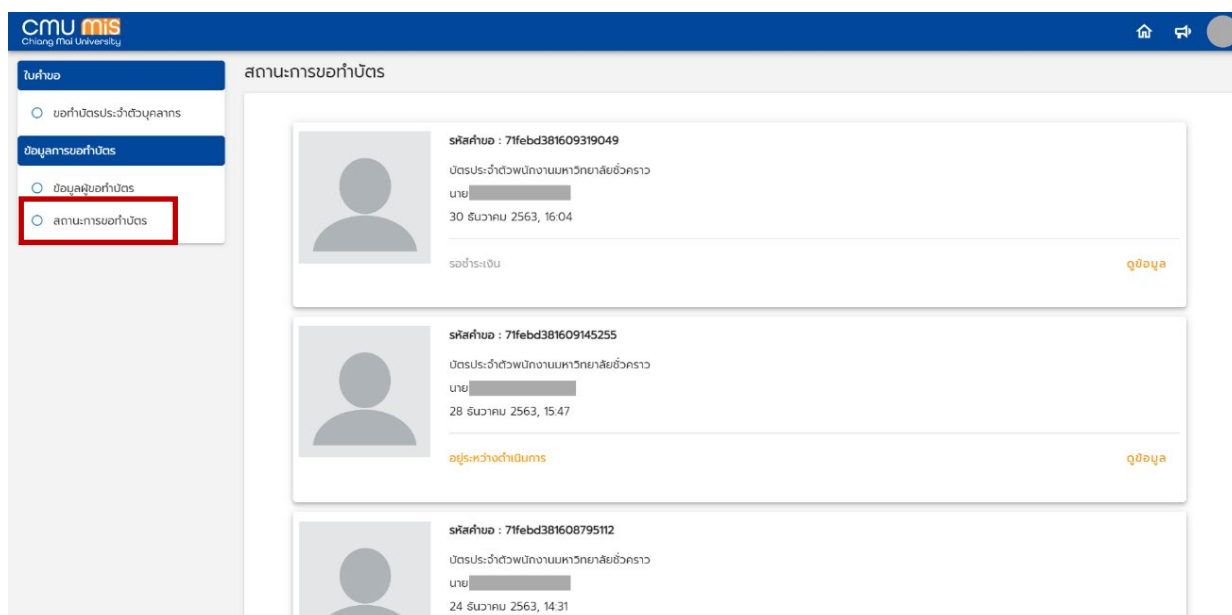 CMU MIS
Chiang Mai University
ใบคำขอ
ขอทำบัตรประจำตัวบุคลากร
ข้อมูลการขอทำบัตร
ข้อมูลผู้ขอทำบัตร
สถานะการขอทำบัตร
สถานะการขอทำบัตร
รหัสคำขอ : 71febd381609319049
บัตรประจำตัวพนักงานมหาวิทยาลัยชั่วคราว
นาย
30 ธันวาคม 2563, 16:04
รอชำระเงิน
ดูข้อมูล
รหัสคำขอ : 71febd381609145255
บัตรประจำตัวพนักงานมหาวิทยาลัยชั่วคราว
นาย
28 ธันวาคม 2563, 15:47
อยู่ระหว่างดำเนินการ
ดูข้อมูล
รหัสคำขอ : 71febd381608795112
บัตรประจำตัวพนักงานมหาวิทยาลัยชั่วคราว
นาย
24 ธันวาคม 2563, 14:31